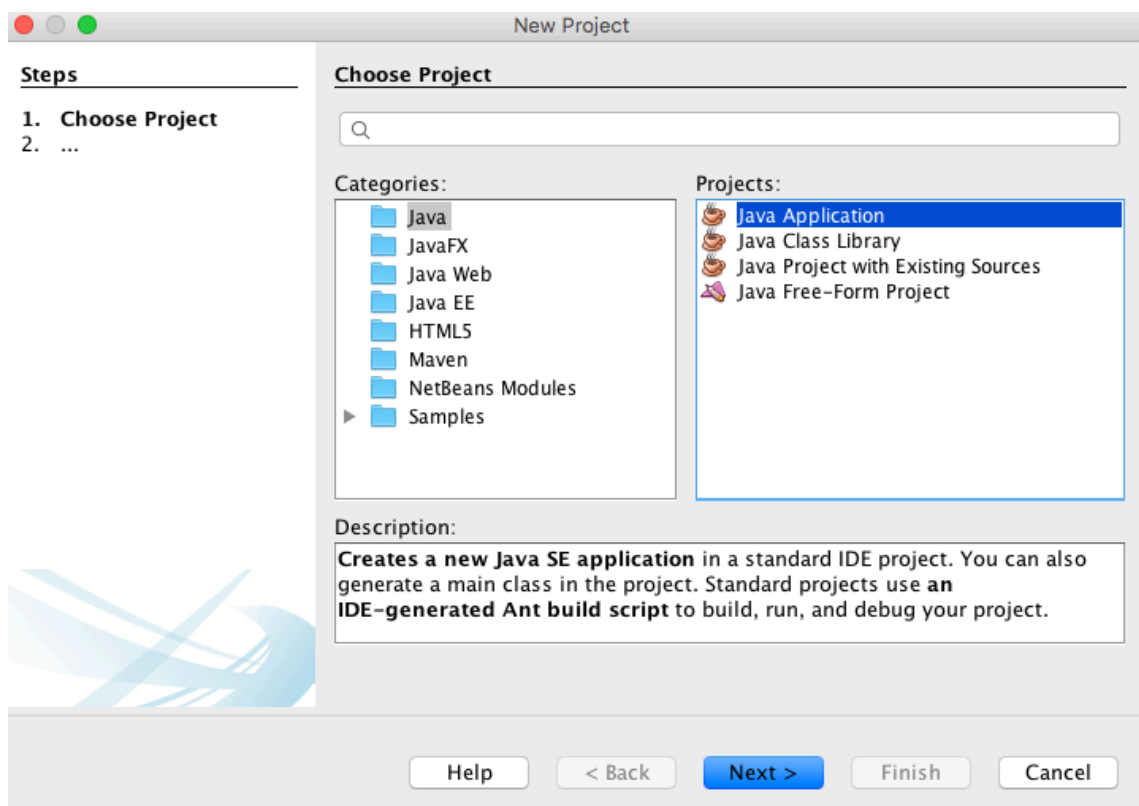 New Project
Steps
1. Choose Project
2. ...
Choose Project
Categories:
Java
JavaFX
Java Web
Java EE
HTML5
Maven
NetBeans Modules
Samples
Projects:
Java Application
Java Class Library
Java Project with Existing Sources
Java Free-Form Project
Description:
Creates a new Java SE application in a standard IDE project. You can also
generate a main class in the project. Standard projects use an
IDE-generated Ant build script to build, run, and debug your project.
Help
< Back
Next >
Finish
Cancel